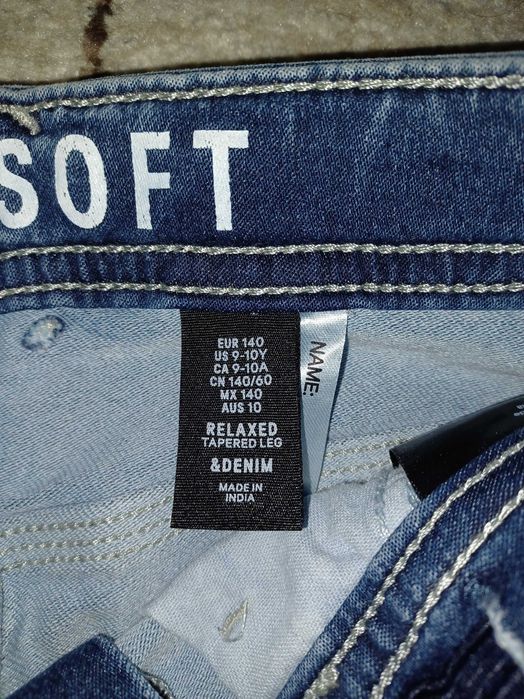 SOFT
EUR 140
US 9-10Y
CA 9-10A
CN 140/60
MX 140
AUS 10
RELAXED
TAPERED LEG
&DENIM
MADE IN
INDIA
NAME: